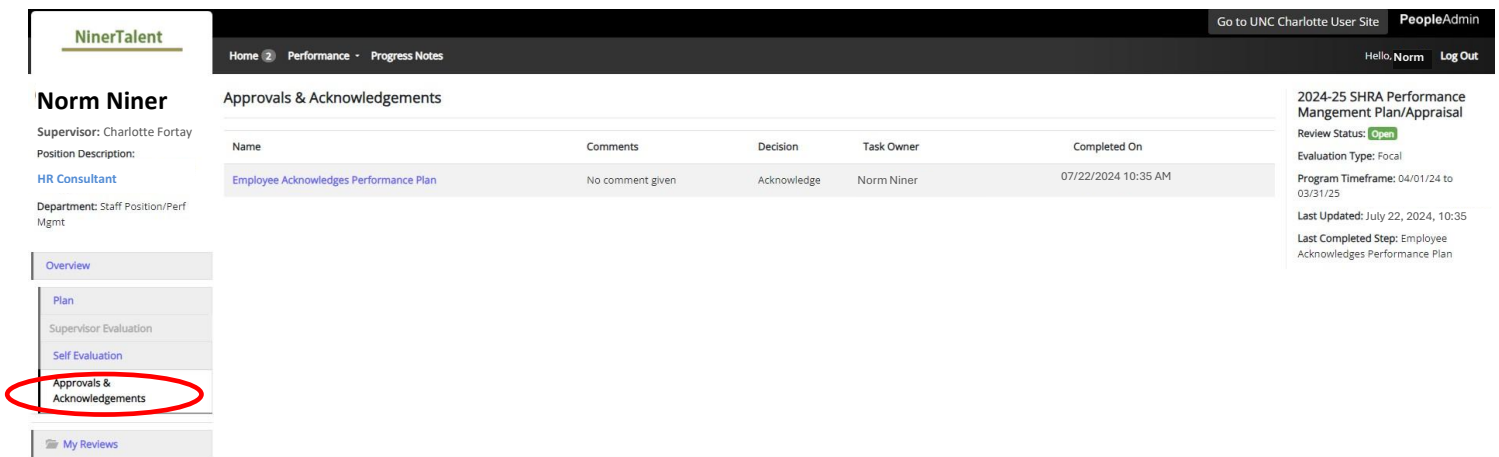 Go to UNC Charlotte User Site PeopleAdmin
NinerTalent
Home 2 Performance - Progress Notes
Hello, Norm Log Out
Norm Niner
Supervisor: Charlotte Fortay
Position Description:
HR Consultant
Department: Staff Position/Perf
Mgmt
Overview
Plan
Supervisor Evaluation
Self Evaluation
Approvals &
Acknowledgements
My Reviews
Approvals & Acknowledgements
Name Comments Decision Task Owner Completed On
Employee Acknowledges Performance Plan No comment given Acknowledge Norm Niner 07/22/2024 10:35 AM
2024-25 SHRA Performance
Mangement Plan/Appraisal
Review Status: Open
Evaluation Type: Focal
Program Timeframe: 04/01/24 to
03/31/25
Last Updated: July 22, 2024, 10:35
Last Completed Step: Employee
Acknowledges Performance Plan